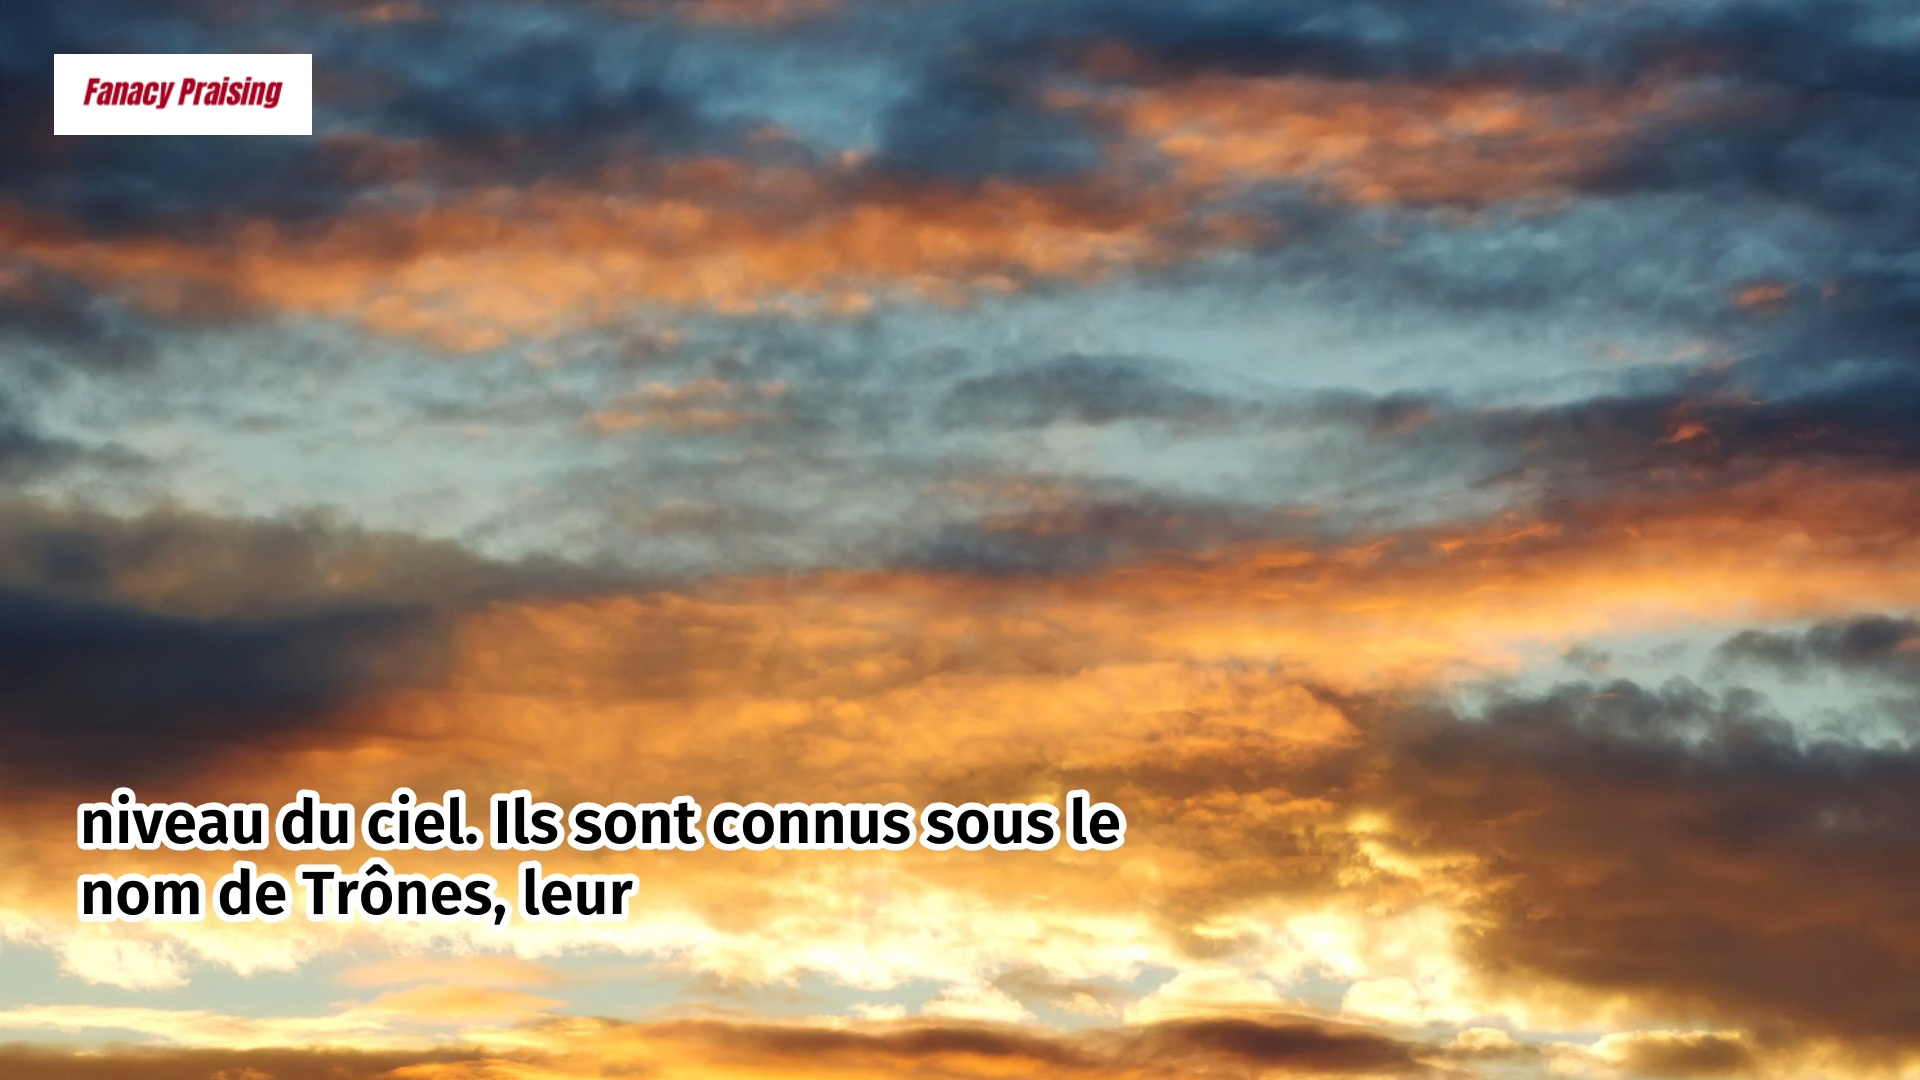 Fanacy Praising
niveau du ciel. Ils sont connus sous le
nom de Trônes, leur